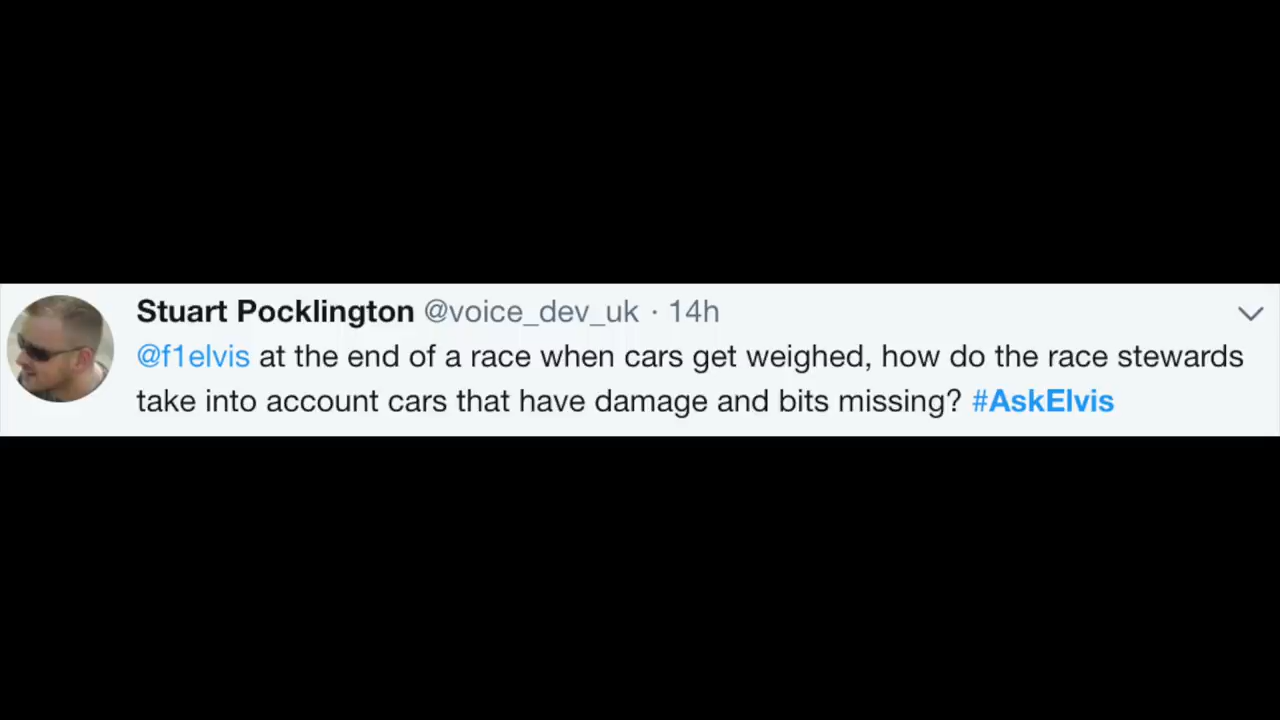 Stuart Pocklington @voice_dev_uk · 14h
@f1elvis at the end of a race when cars get weighed, how do the race stewards
take into account cars that have damage and bits missing? #AskElvis